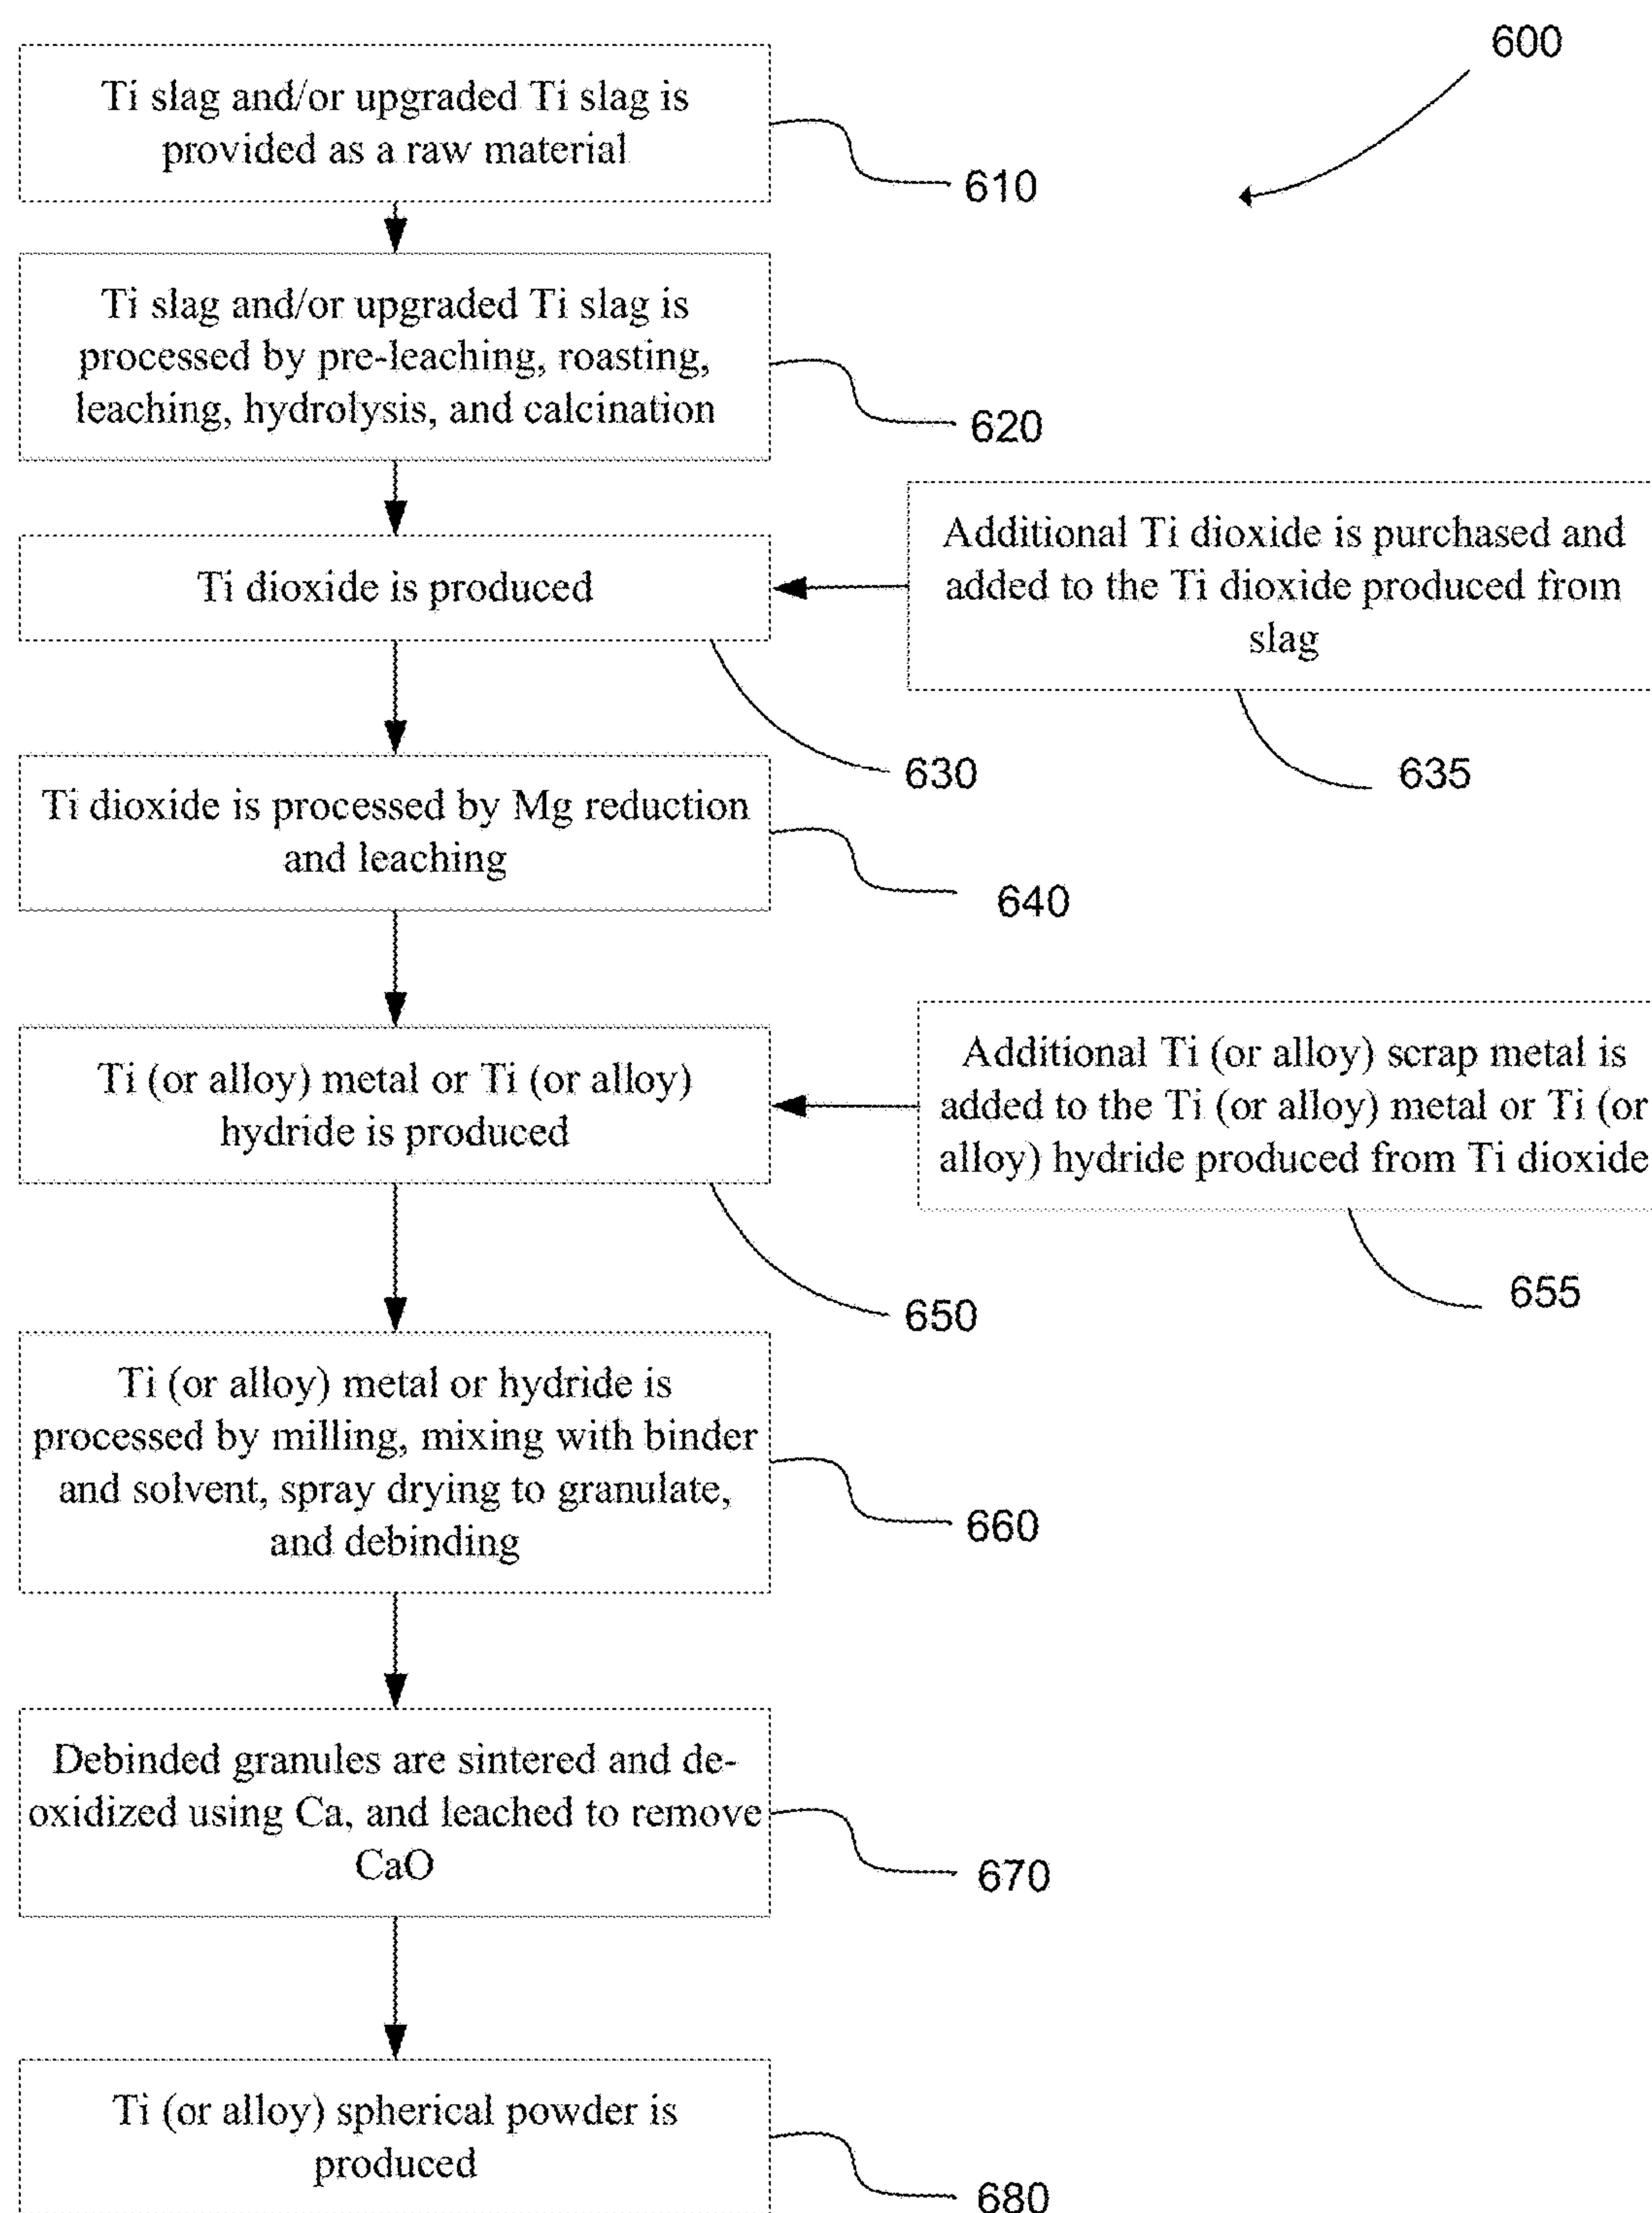 600
Ti slag and/or upgraded Ti slag is
provided as a raw material
610
Ti slag and/or upgraded Ti slag is
processed by pre-leaching, roasting,
leaching, hydrolysis, and calcination
620
Ti dioxide is produced
630
Additional Ti dioxide is purchased and
added to the Ti dioxide produced from
slag
635
Ti dioxide is processed by Mg reduction
and leaching
640
Ti (or alloy) metal or Ti (or alloy)
hydride is produced
650
Additional Ti (or alloy) scrap metal is
added to the Ti (or alloy) metal or Ti (or
alloy) hydride produced from Ti dioxide
655
Ti (or alloy) metal or hydride is
processed by milling, mixing with binder
and solvent, spray drying to granulate,
and debinding
660
Debinded granules are sintered and de-
oxidized using Ca, and leached to remove
CaO
670
Ti (or alloy) spherical powder is
produced
680